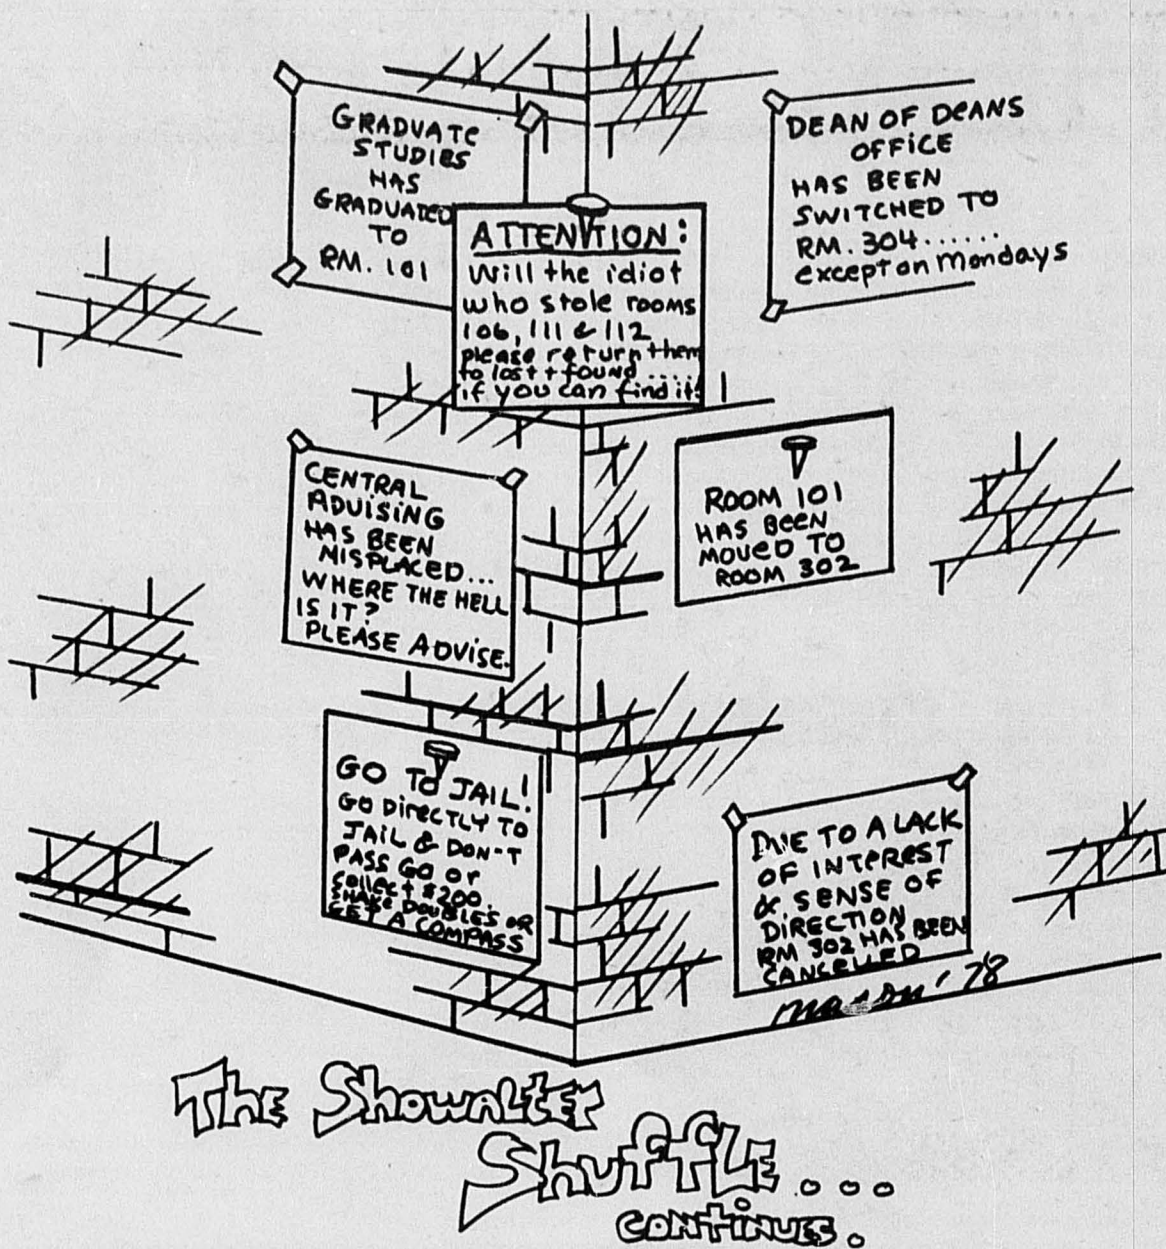 GRADUATE
STUDIES
HAS
GRADUATED
TO
RM. 101
ATTENTION:
Will the idiot
who stole rooms
106, 111 & 112
please return them
to lost + found ....
if you can find it!
DEAN OF DEANS
OFFICE
HAS BEEN
SWITCHED TO
RM. 304......
except on Mondays
CENTRAL
ADVISING
HAS BEEN
MISPLACED...
WHERE THE HELL
IS IT?
PLEASE ADVISE.
ROOM 101
HAS BEEN
MOVED TO
ROOM 302
GO TO JAIL!
GO DIRECTLY TO
JAIL & DON'T
PASS GO or
collect $200.
SHAKE DOUBLES OR
GET A COMPASS
DUE TO A LACK
OF INTEREST
& SENSE OF
DIRECTION
RM 302 HAS BEEN
CANCELLED
'78
The Showalter
Shuffle...
continues.